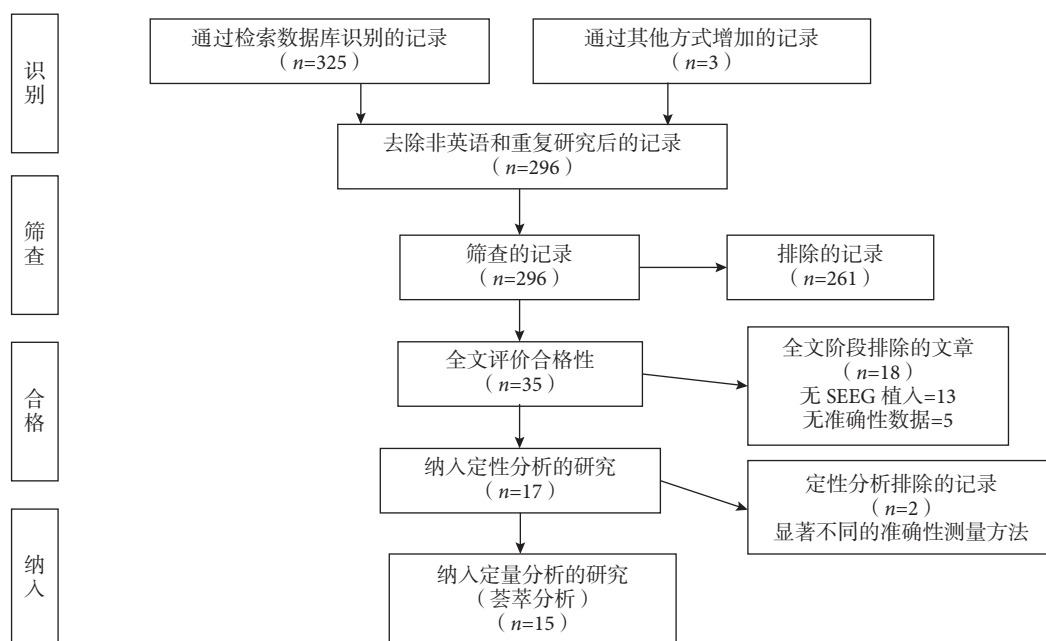 识别
通过检索数据库识别的记录
（n=325）
通过其他方式增加的记录
（n=3）
去除非英语和重复研究后的记录
（n=296）
筛查
筛查的记录
（n=296）
排除的记录
（n=261）
合格
全文评价合格性
（n=35）
全文阶段排除的文章
（n=18）
无 SEEG 植入=13
无准确性数据=5
纳入定性分析的研究
（n=17）
定性分析排除的记录
（n=2）
显著不同的准确性测量方法
纳入
纳入定量分析的研究
（荟萃分析）
（n=15）